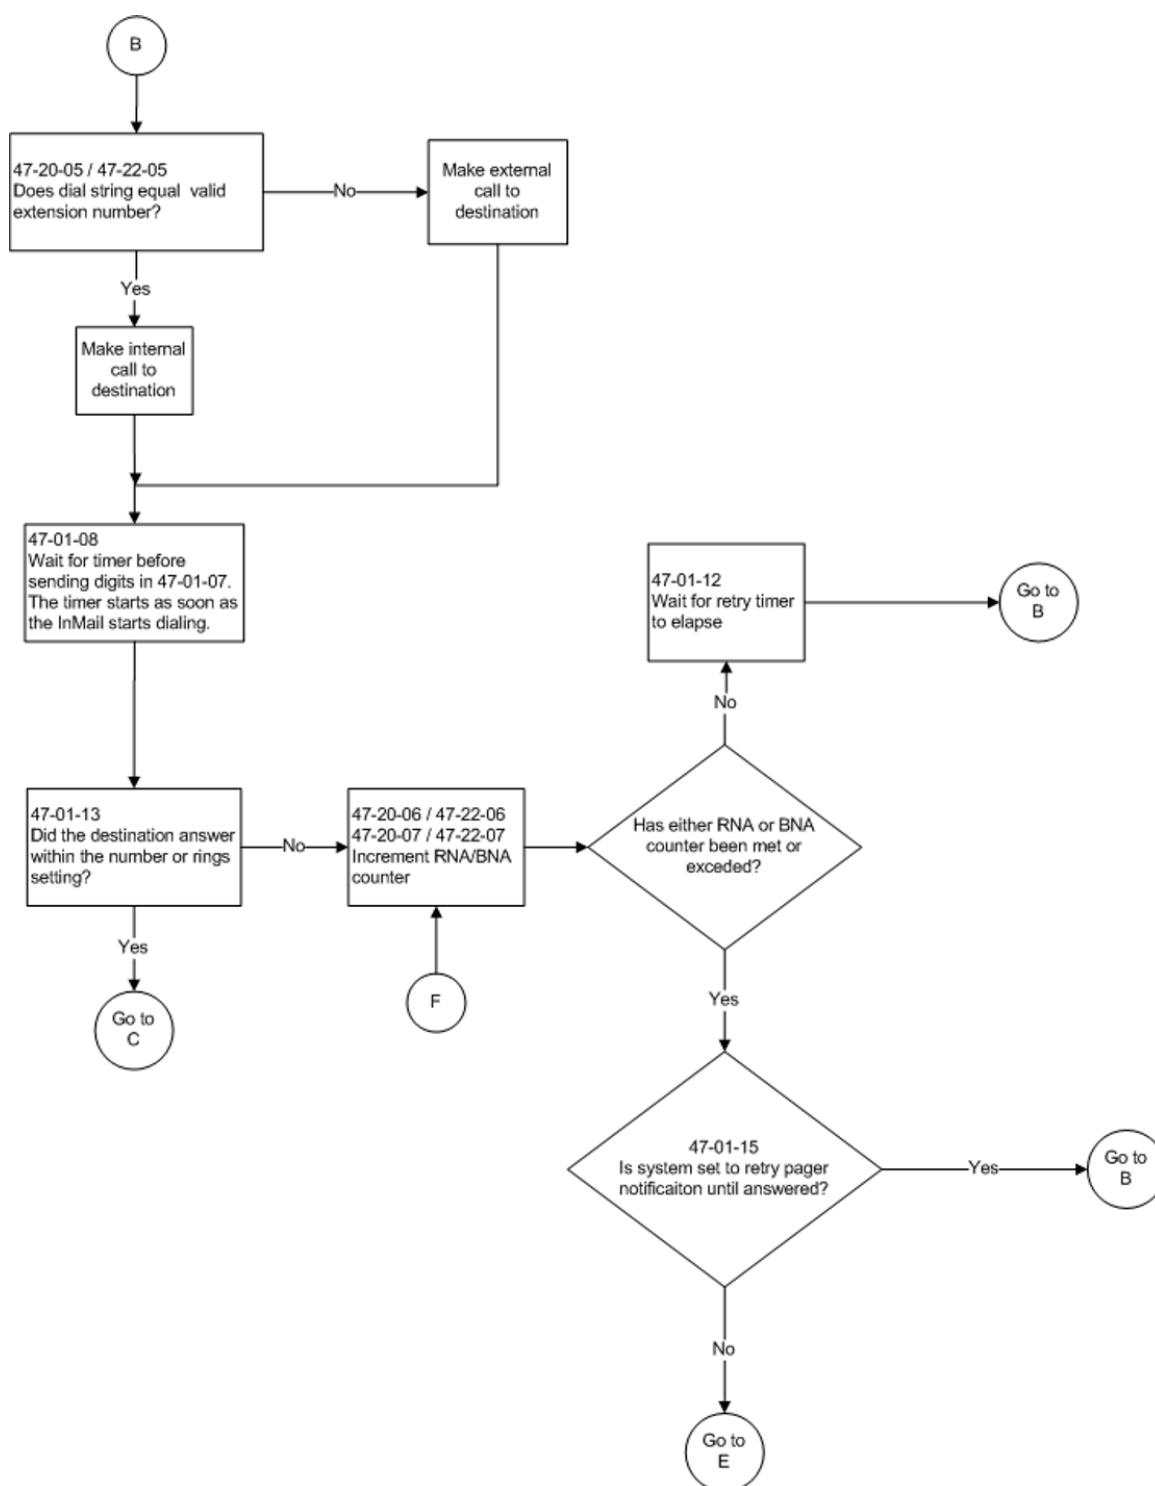 B
47-20-05 / 47-22-05
Does dial string equal valid
extension number?
No
Make external
call to
destination
Yes
Make internal
call to
destination
47-01-08
Wait for timer before
sending digits in 47-01-07.
The timer starts as soon as
the InMail starts dialing.
47-01-12
Wait for retry timer
to elapse
Go to
B
No
47-01-13
Did the destination answer
within the number or rings
setting?
No
47-20-06 / 47-22-06
47-20-07 / 47-22-07
Increment RNA/BNA
counter
Has either RNA or BNA
counter been met or
exceded?
Yes
Go to
C
F
Yes
47-01-15
Is system set to retry pager
notificaiton until answered?
Yes
Go to
B
No
Go to
E